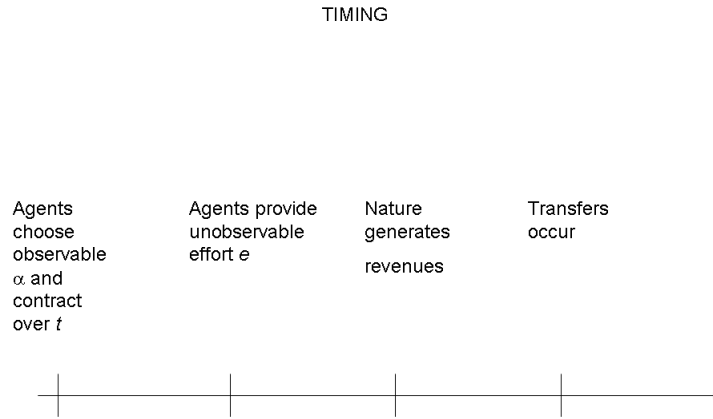 TIMING
Agents
choose
observable
α and
contract
over t
Agents provide
unobservable
effort e
Nature
generates
revenues
Transfers
occur